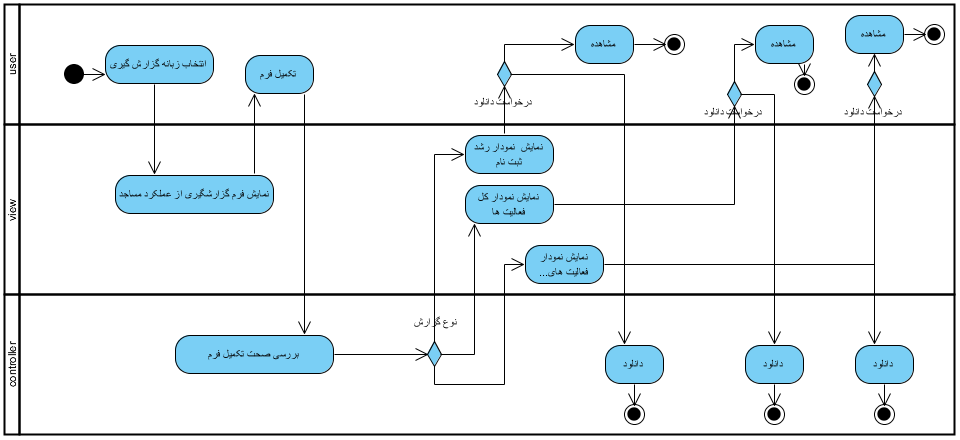 user
انتخاب زبانه گزارش گیری
تکمیل فرم
مشاهده
مشاهده
مشاهده
درخواست دانلود
درخواست دانلود
درخواست دانلود
view
نمایش فرم گزارشگیری از عملکرد مساجد
نمایش نمودار رشد
ثبت نام
نمایش نمودار کل
فعالیت ها
نمایش نمودار
فعالیت های...
controller
نوع گزارش
بررسی صحت تکمیل فرم
دانلود
دانلود
دانلود